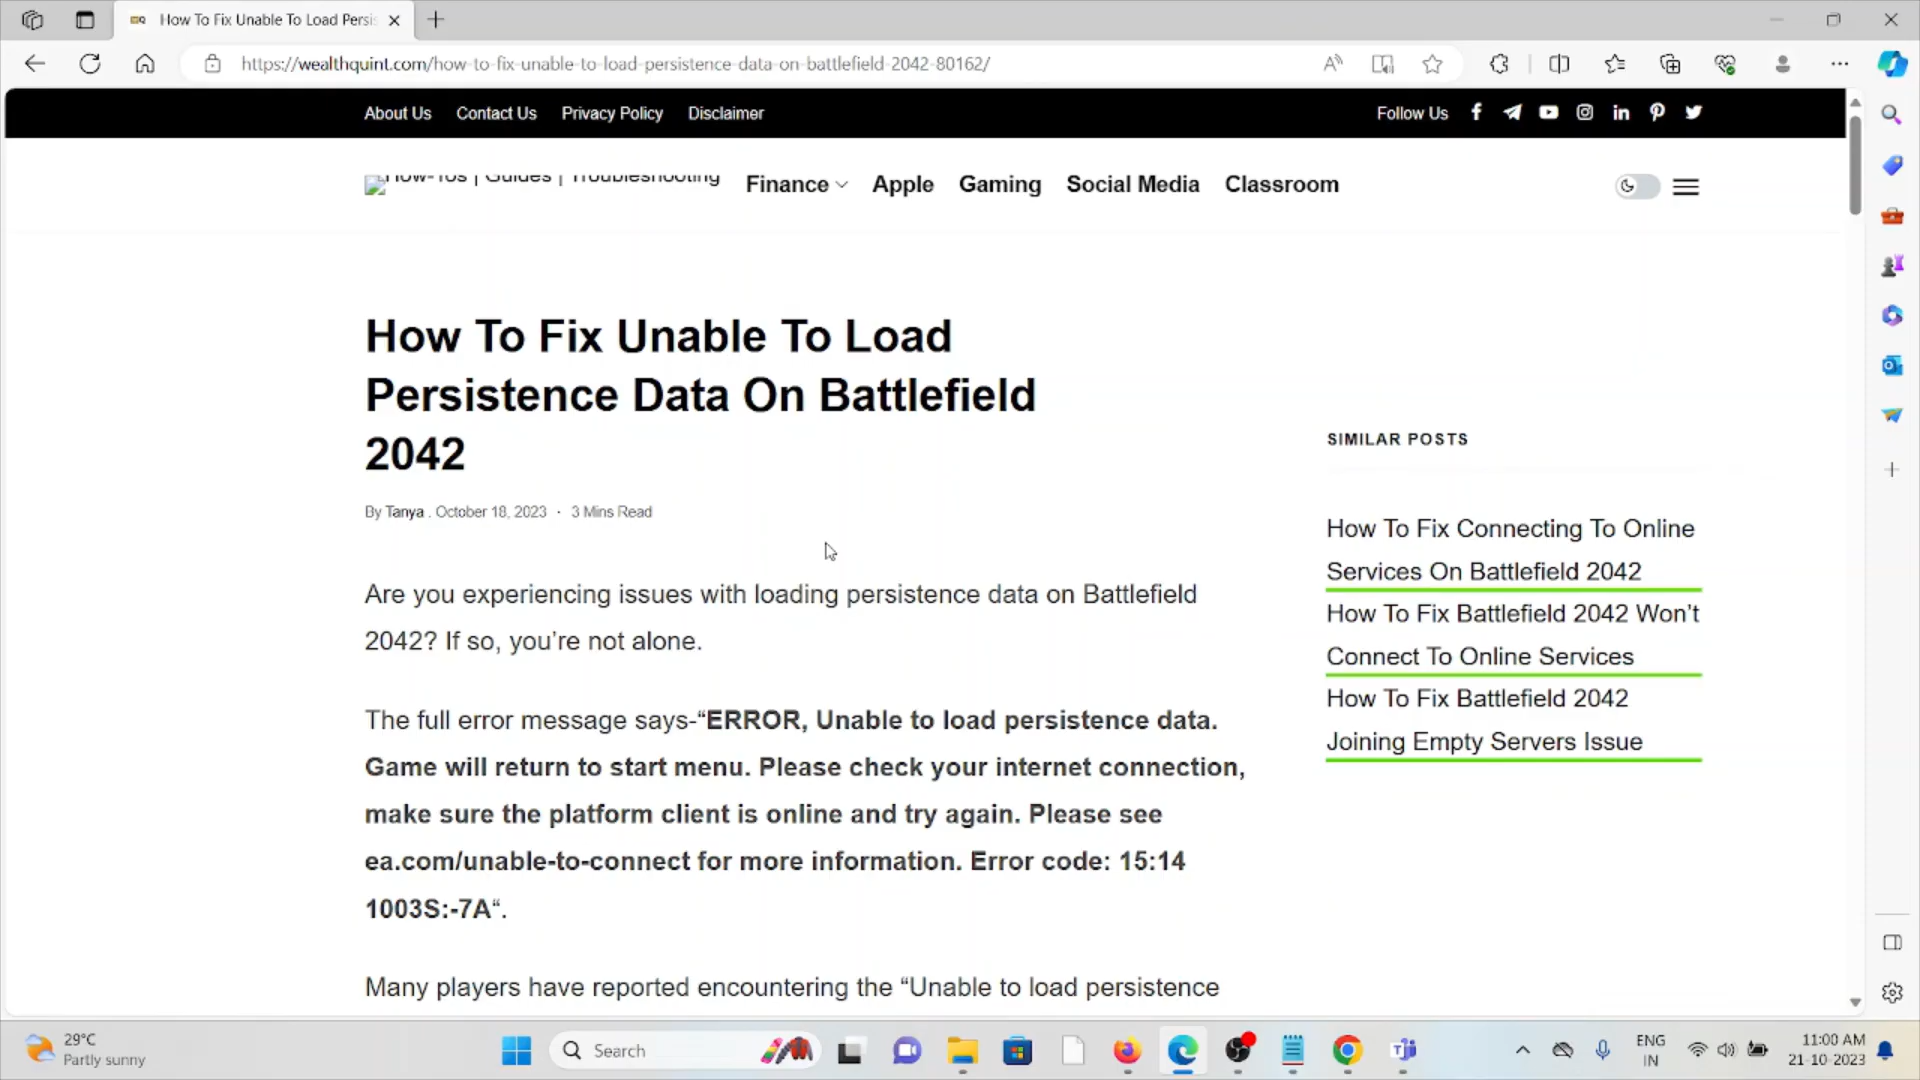 How To Fix Unable To Load Persis
https://wealthquint.com/how-to-fix-unable-to-load-persistence-data-on-battlefield-2042-80162/
About Us Contact Us Privacy Policy Disclaimer Follow Us
How-Tos | Guides | Troubleshooting
Finance Apple Gaming Social Media Classroom
How To Fix Unable To Load
Persistence Data On Battlefield
2042
By Tanya . October 18, 2023 · 3 Mins Read
Are you experiencing issues with loading persistence data on Battlefield
2042? If so, you’re not alone.
The full error message says-“ERROR, Unable to load persistence data.
Game will return to start menu. Please check your internet connection,
make sure the platform client is online and try again. Please see
ea.com/unable-to-connect for more information. Error code: 15:14
1003S:-7A“.
Many players have reported encountering the “Unable to load persistence
SIMILAR POSTS
How To Fix Connecting To Online
Services On Battlefield 2042
How To Fix Battlefield 2042 Won’t
Connect To Online Services
How To Fix Battlefield 2042
Joining Empty Servers Issue
29°C
Partly sunny
Search
ENG
IN
11:00 AM
21-10-2023